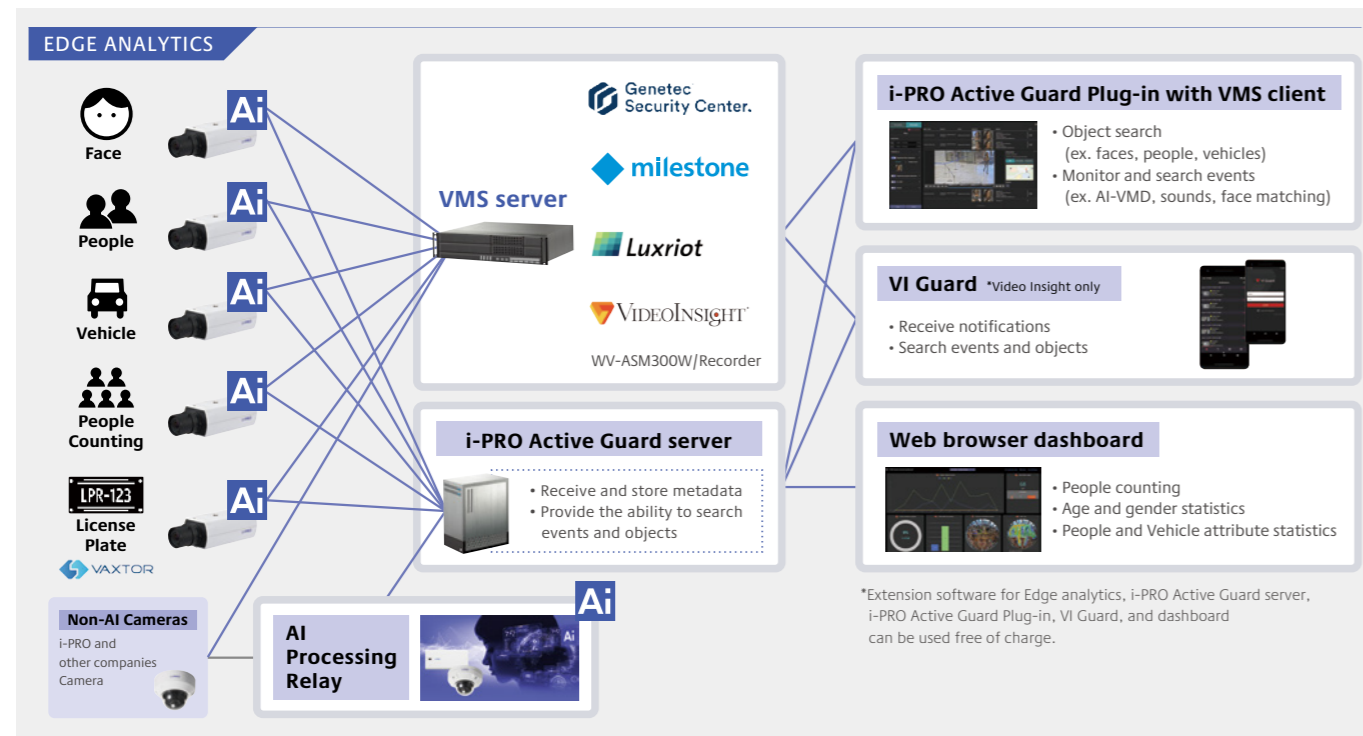 EDGE ANALYTICS
Face
Ai
People
Ai
Vehicle
Ai
People
Counting
Ai
LPR-123
License
Plate
Ai
VAXTOR
Non-AI Cameras
i-PRO and
other companies
Camera
AI
Processing
Relay
Ai
Ai
VMS server
Genetec
Security Center.
milestone
Luxriot
VIDEOINSIGHT
WV-ASM300W/Recorder
i-PRO Active Guard server
• Receive and store metadata
• Provide the ability to search
events and objects
i-PRO Active Guard Plug-in with VMS client
• Object search
(ex. faces, people, vehicles)
• Monitor and search events
(ex. AI-VMD, sounds, face matching)
VI Guard *Video Insight only
• Receive notifications
• Search events and objects
Web browser dashboard
• People counting
• Age and gender statistics
• People and Vehicle attribute statistics
*Extension software for Edge analytics, i-PRO Active Guard server,
i-PRO Active Guard Plug-in, VI Guard, and dashboard
can be used free of charge.